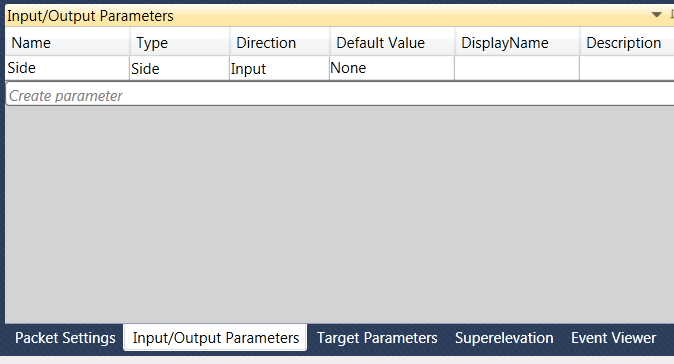 Input/Output Parameters
Name Type Direction Default Value DisplayName Description
Side Side Input None
Create parameter
Packet Settings Input/Output Parameters Target Parameters Superelevation Event Viewer